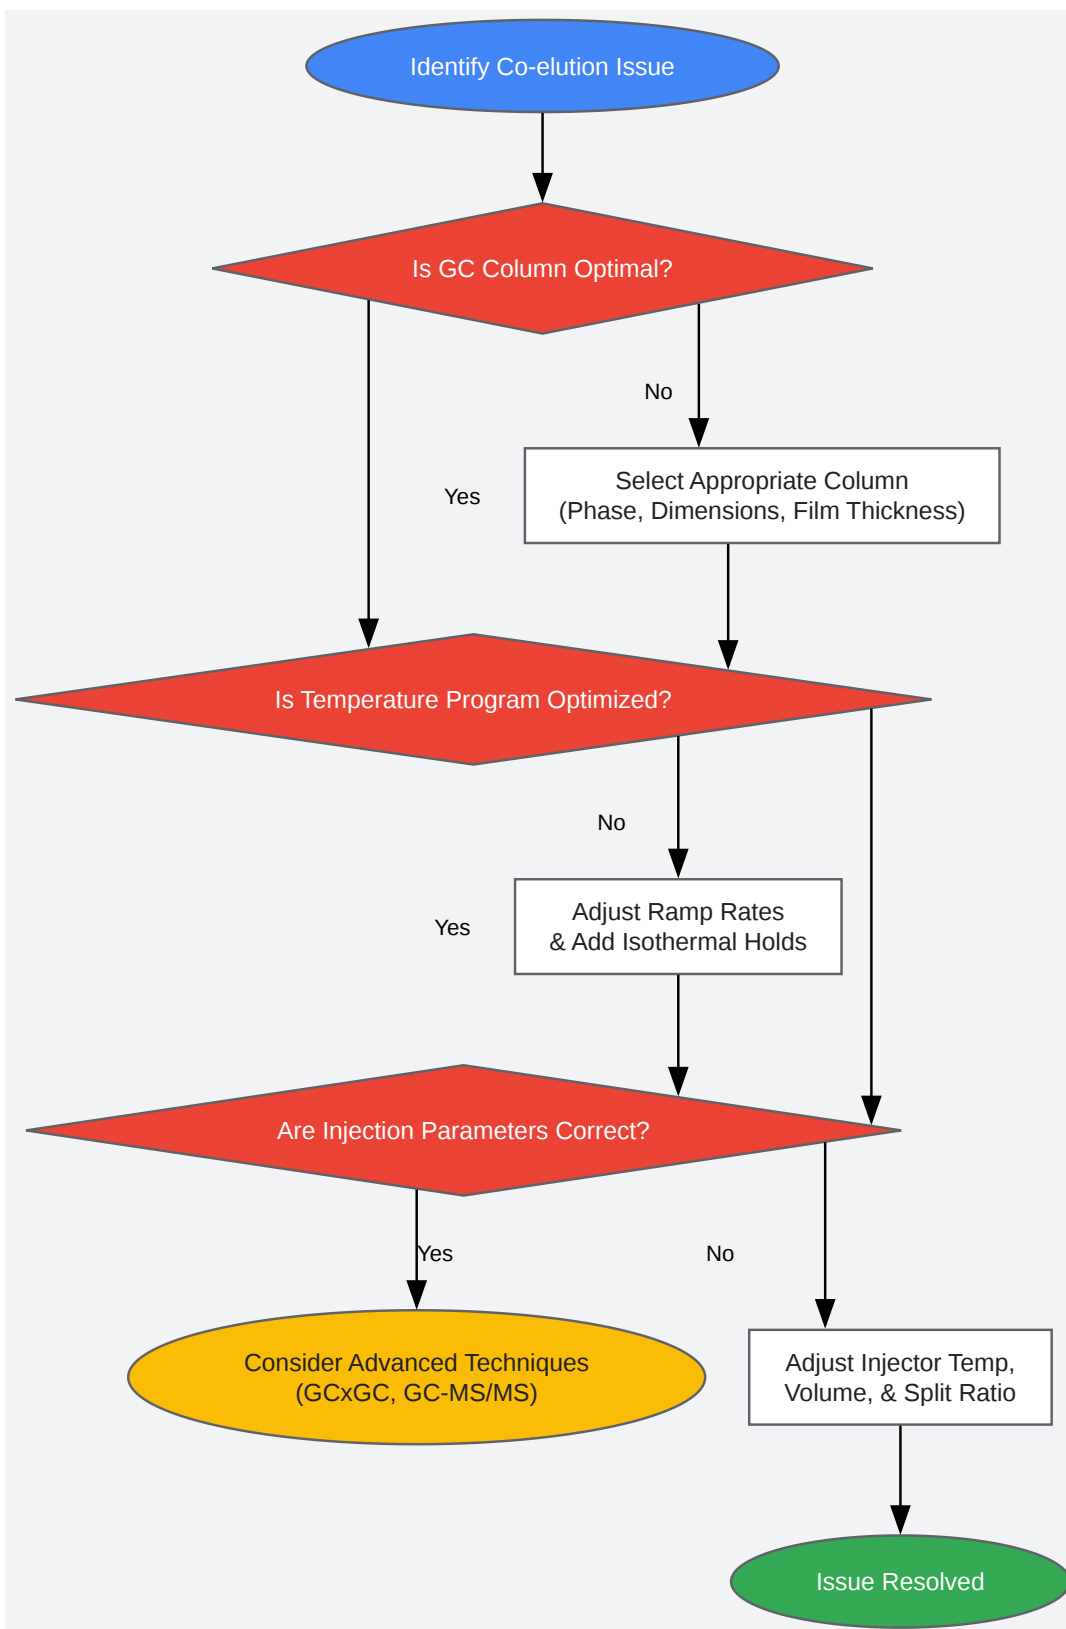 Identify Co-elution Issue
Is GC Column Optimal?
No
Select Appropriate Column
(Phase, Dimensions, Film Thickness)
Yes
Is Temperature Program Optimized?
No
Adjust Ramp Rates
& Add Isothermal Holds
Yes
Are Injection Parameters Correct?
Yes
No
Consider Advanced Techniques
(GCxGC, GC-MS/MS)
Adjust Injector Temp,
Volume, & Split Ratio
Issue Resolved